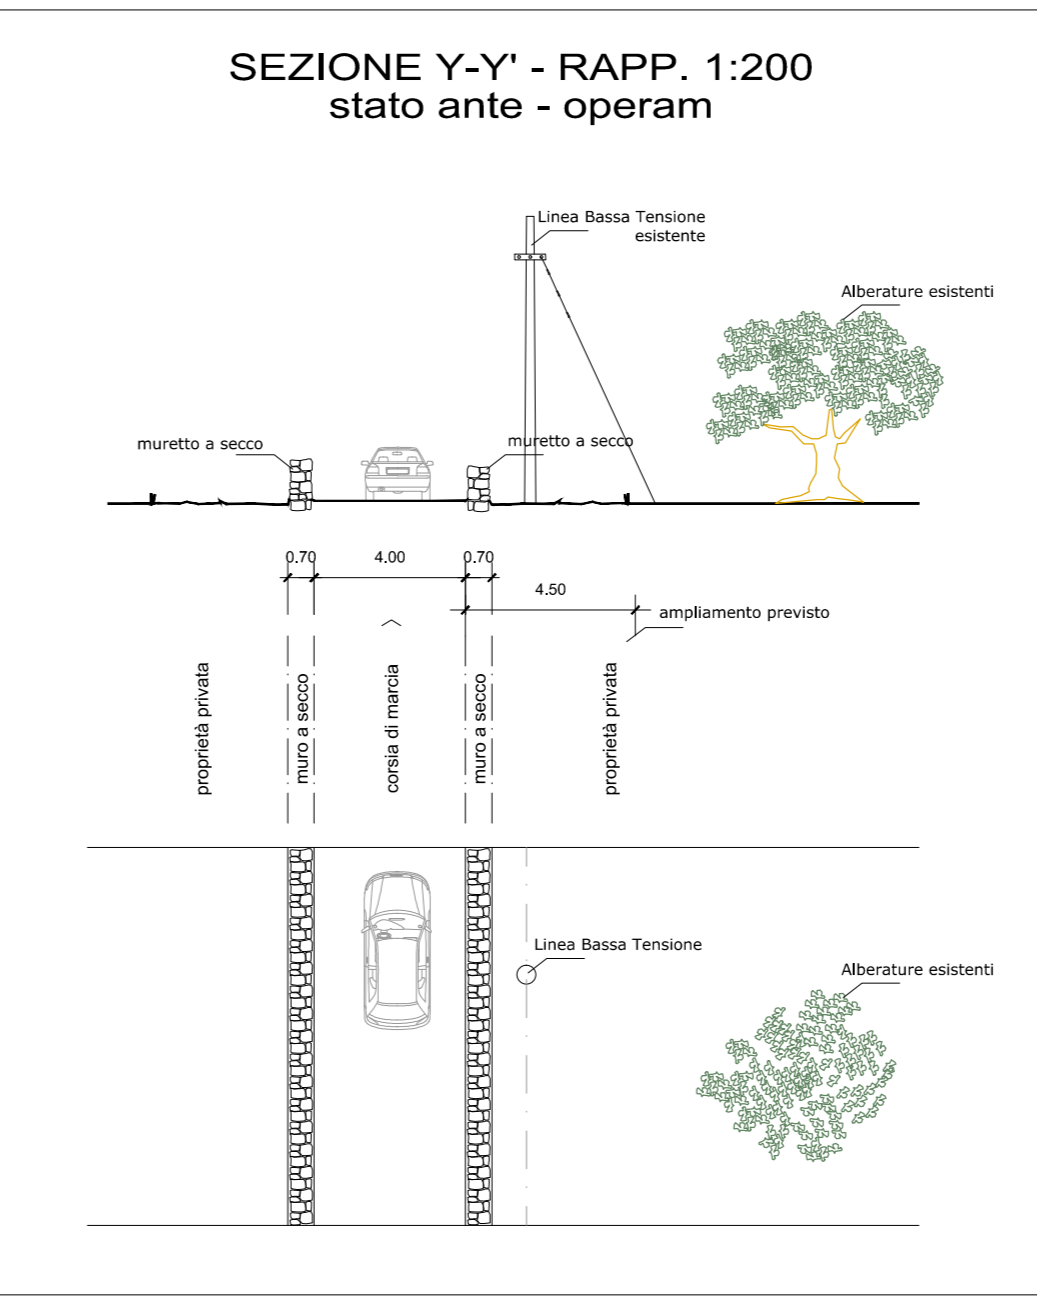 SEZIONE Y-Y' - RAPP. 1:200
stato ante - operam
Linea Bassa Tensione
esistente
Alberature esistenti
muretto a secco
muretto a secco
0.70
4.00
0.70
4.50
ampliamento previsto
proprietà privata
muro a secco
corsia di marcia
muro a secco
proprietà privata
Linea Bassa Tensione
Alberature esistenti